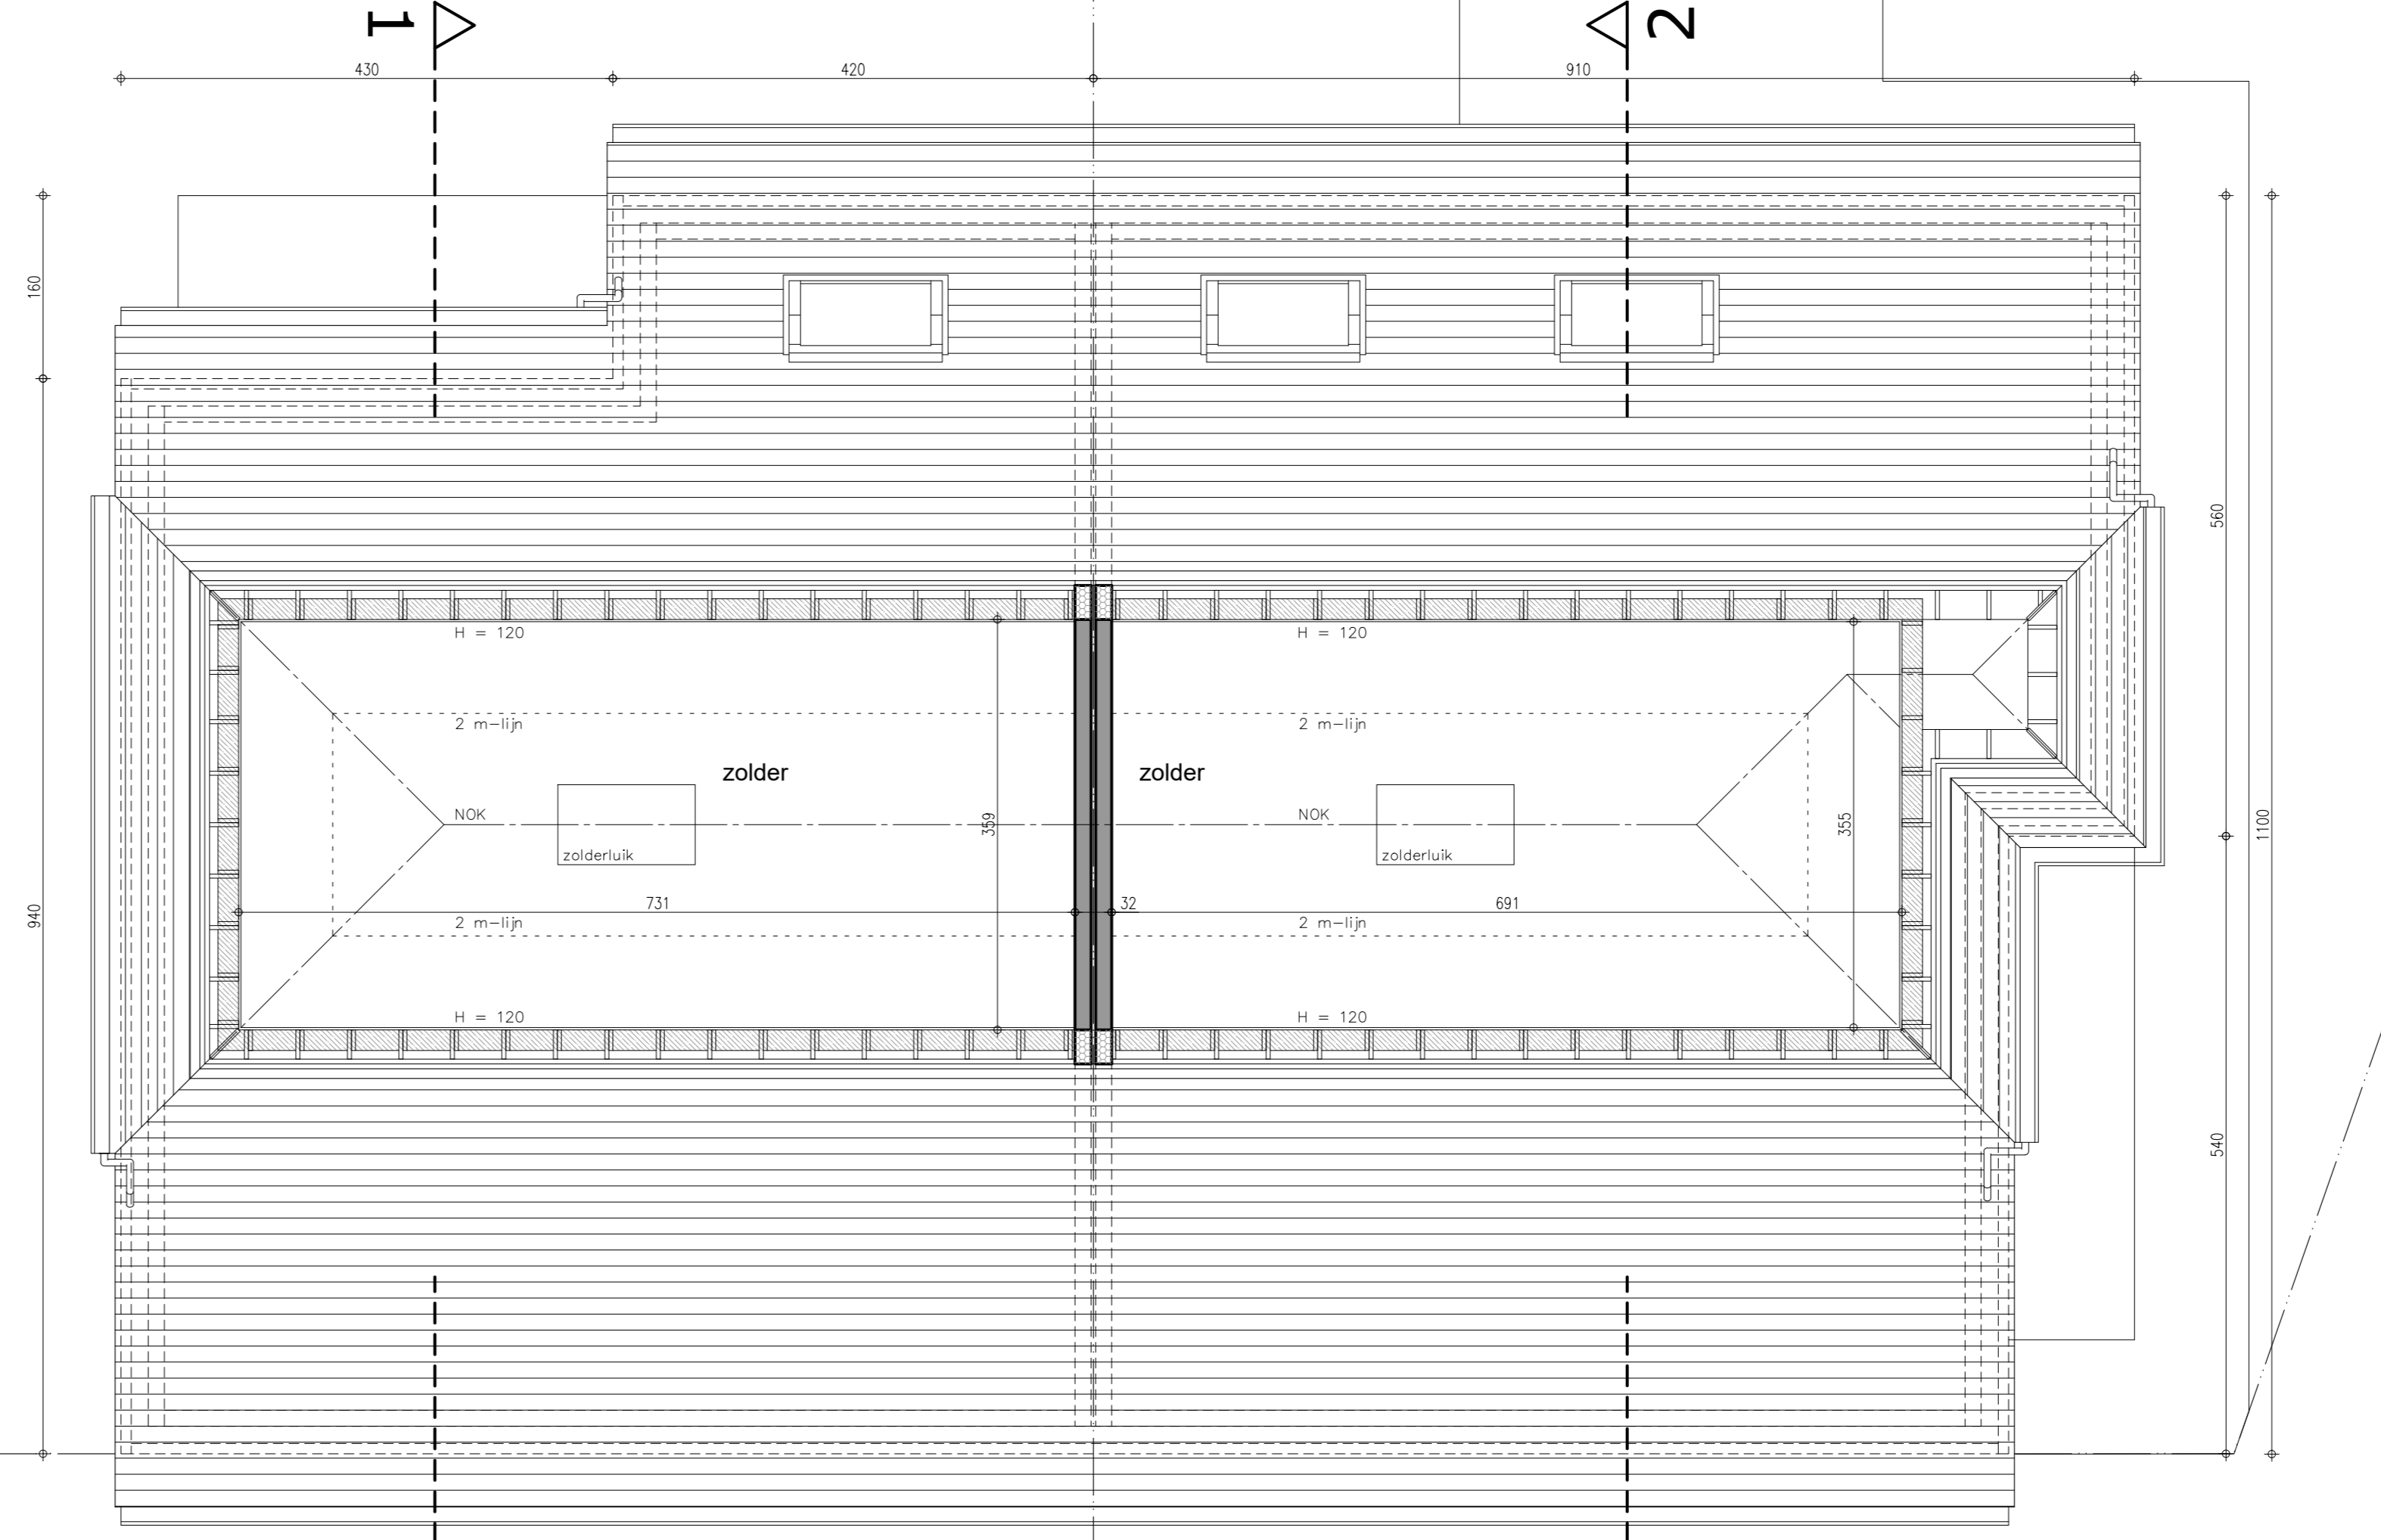 1
2
430
420
910
160
560
H = 120
H = 120
2 m-lijn
2 m-lijn
zolder
zolder
NOK
NOK
359
355
1100
zolderluik
zolderluik
940
731
32
691
2 m-lijn
2 m-lijn
H = 120
H = 120
540